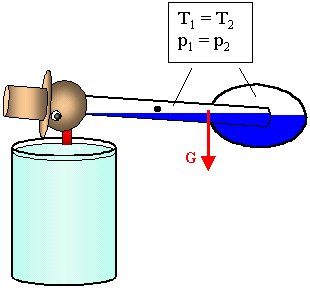 T₁ = T₂
p₁ = p₂
G